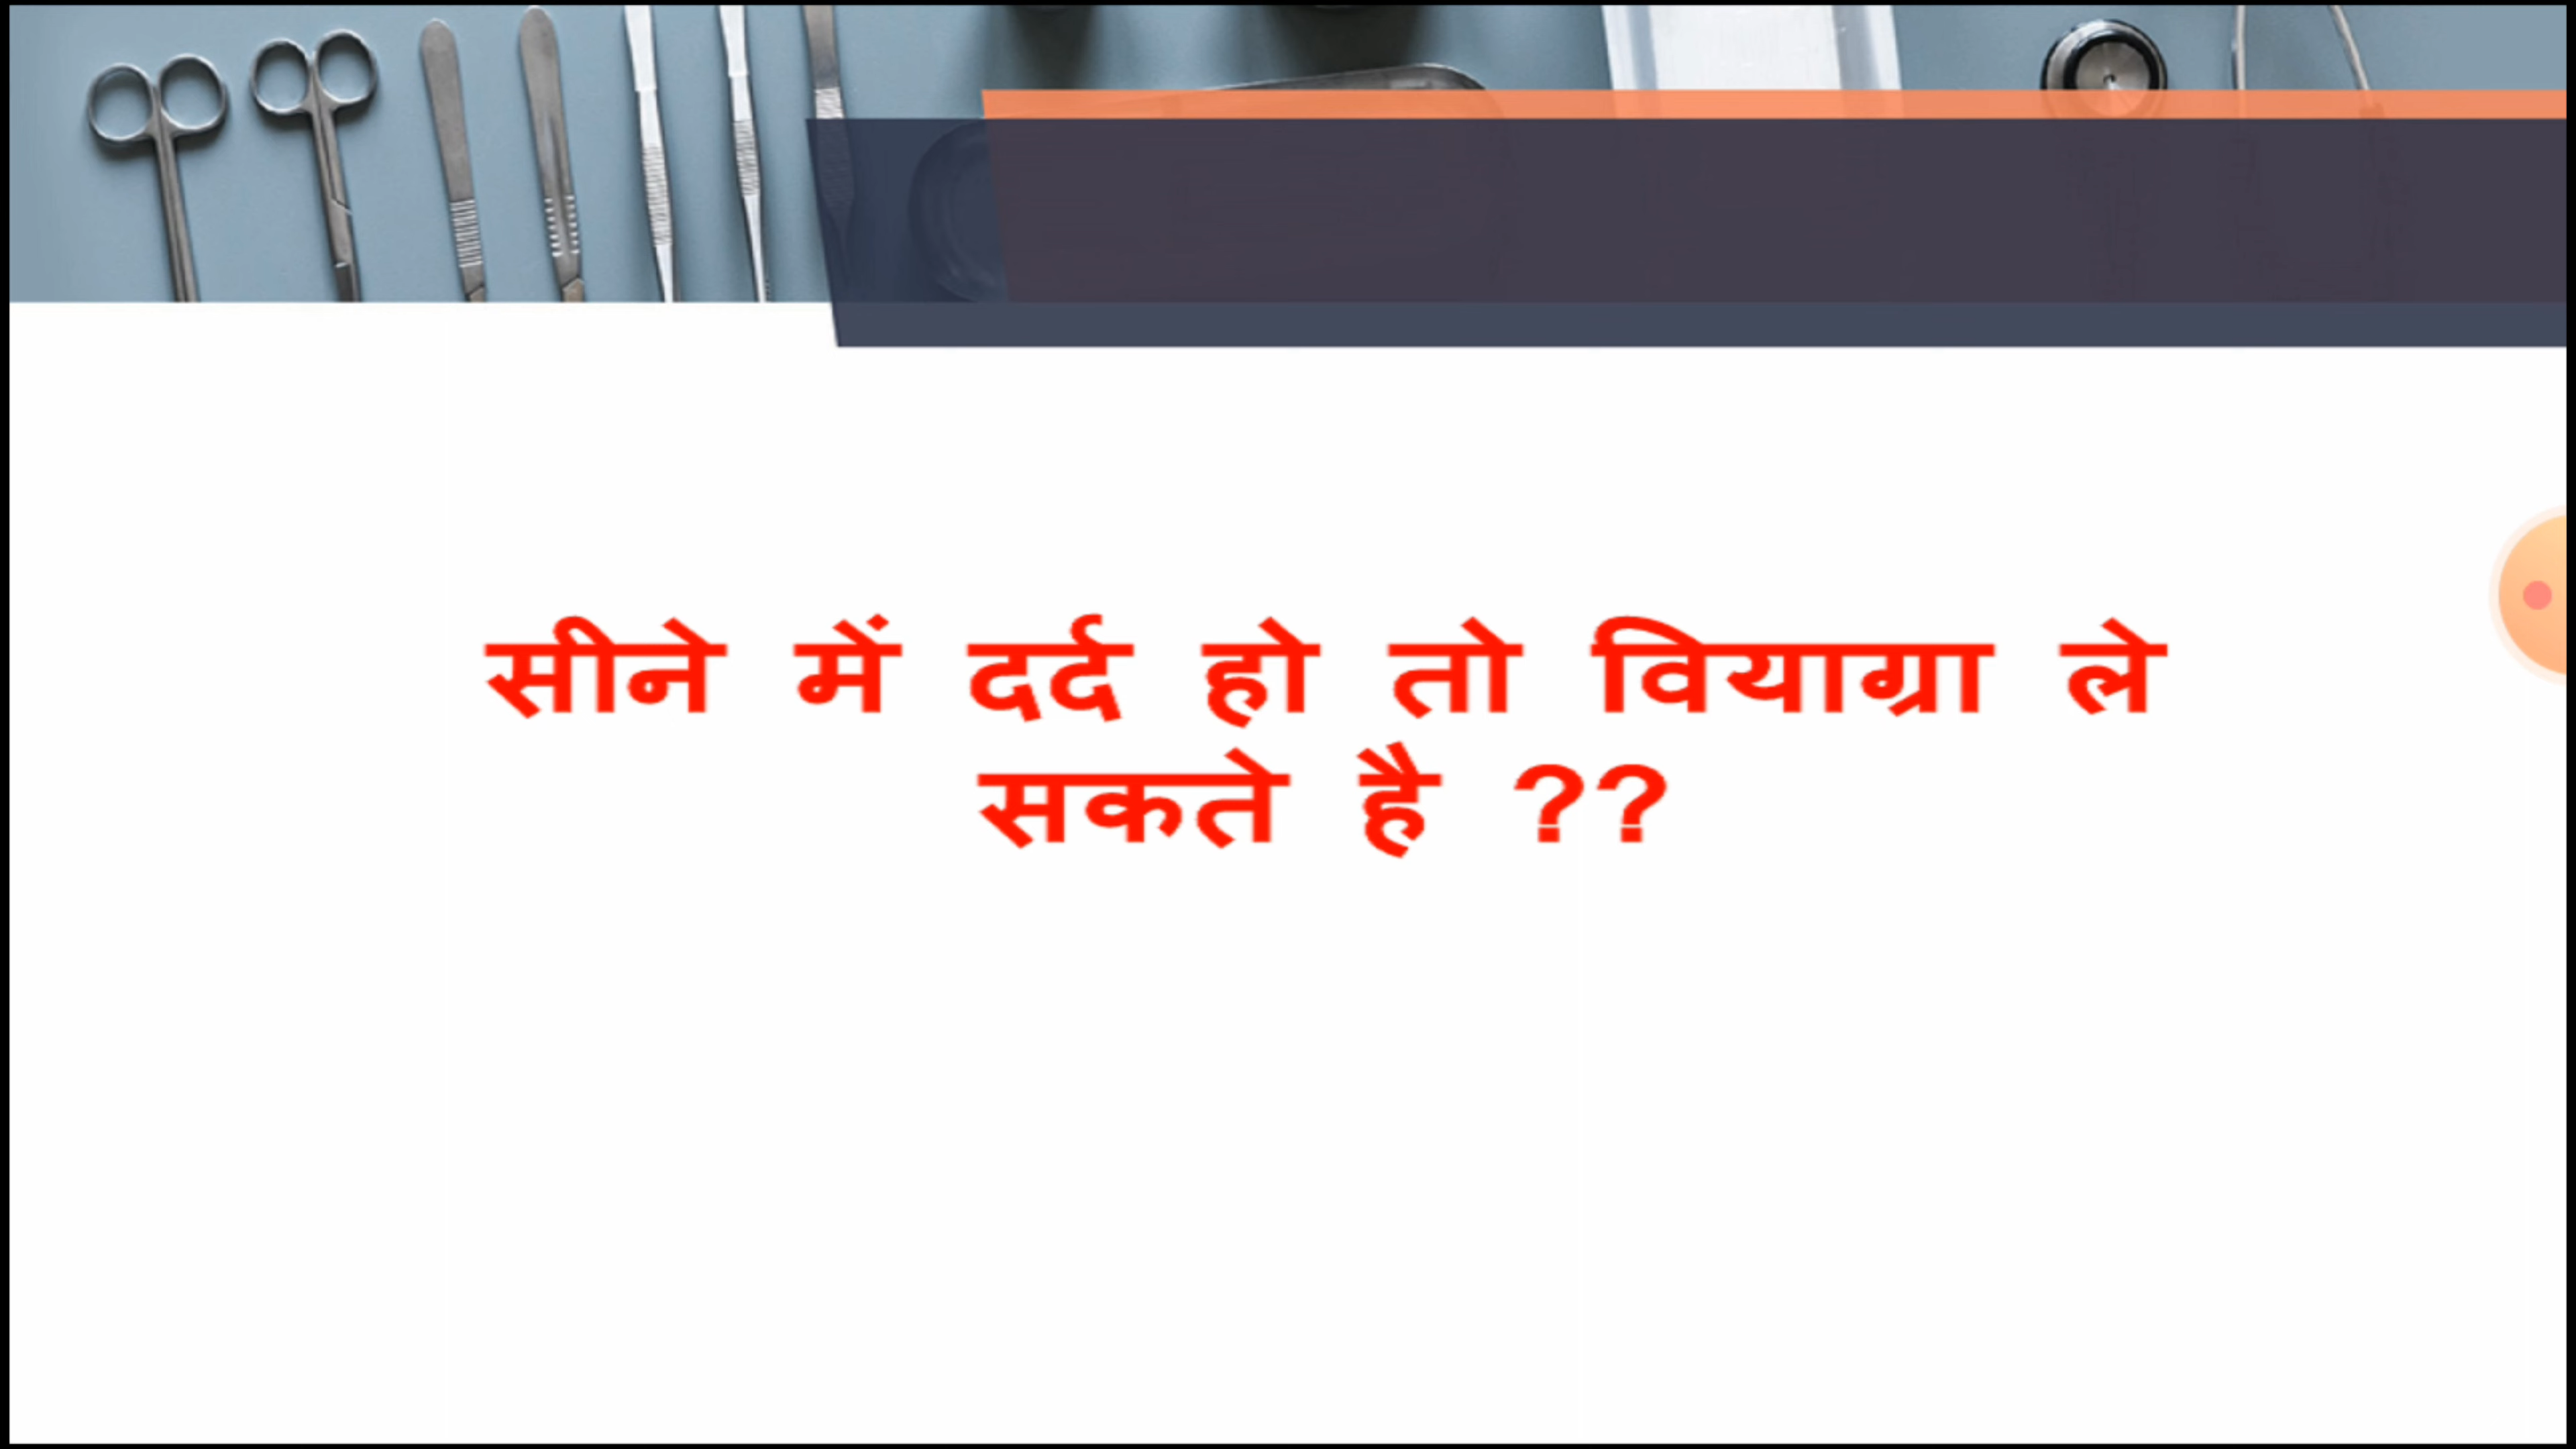 सीने में दर्द हो तो वियाग्रा ले
सकते है ??